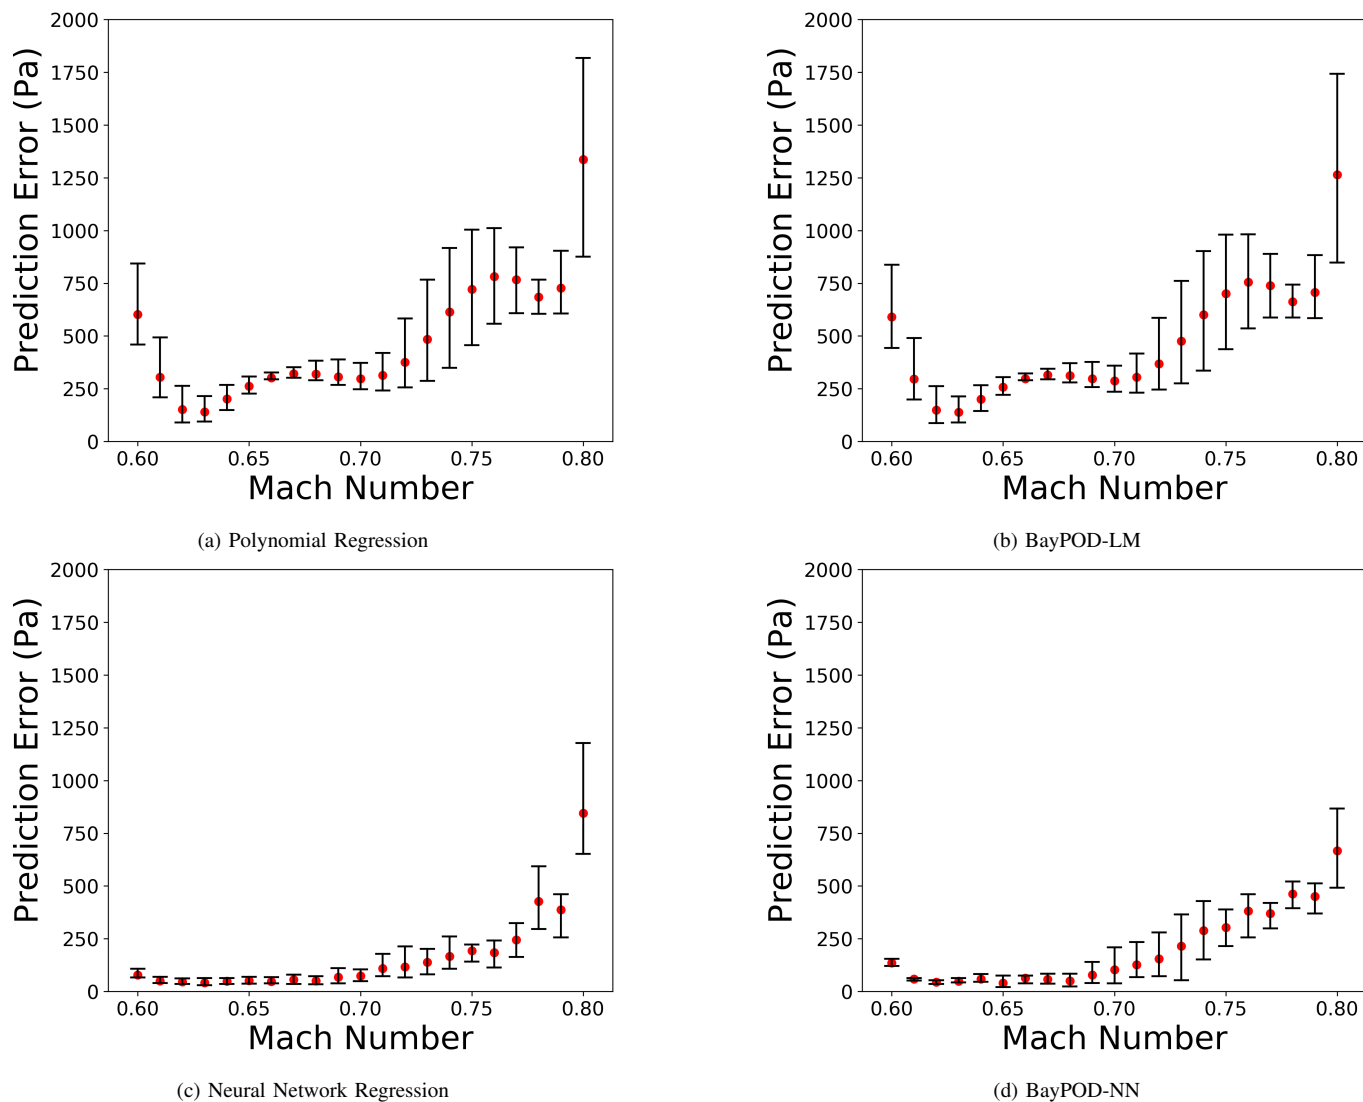 2000
1750
1500
1250
1000
750
500
250
0
Prediction Error (Pa)
0.60 0.65 0.70 0.75 0.80
Mach Number
(a) Polynomial Regression
2000
1750
1500
1250
1000
750
500
250
0
Prediction Error (Pa)
0.60 0.65 0.70 0.75 0.80
Mach Number
(b) BayPOD-LM
2000
1750
1500
1250
1000
750
500
250
0
Prediction Error (Pa)
0.60 0.65 0.70 0.75 0.80
Mach Number
(c) Neural Network Regression
2000
1750
1500
1250
1000
750
500
250
0
Prediction Error (Pa)
0.60 0.65 0.70 0.75 0.80
Mach Number
(d) BayPOD-NN